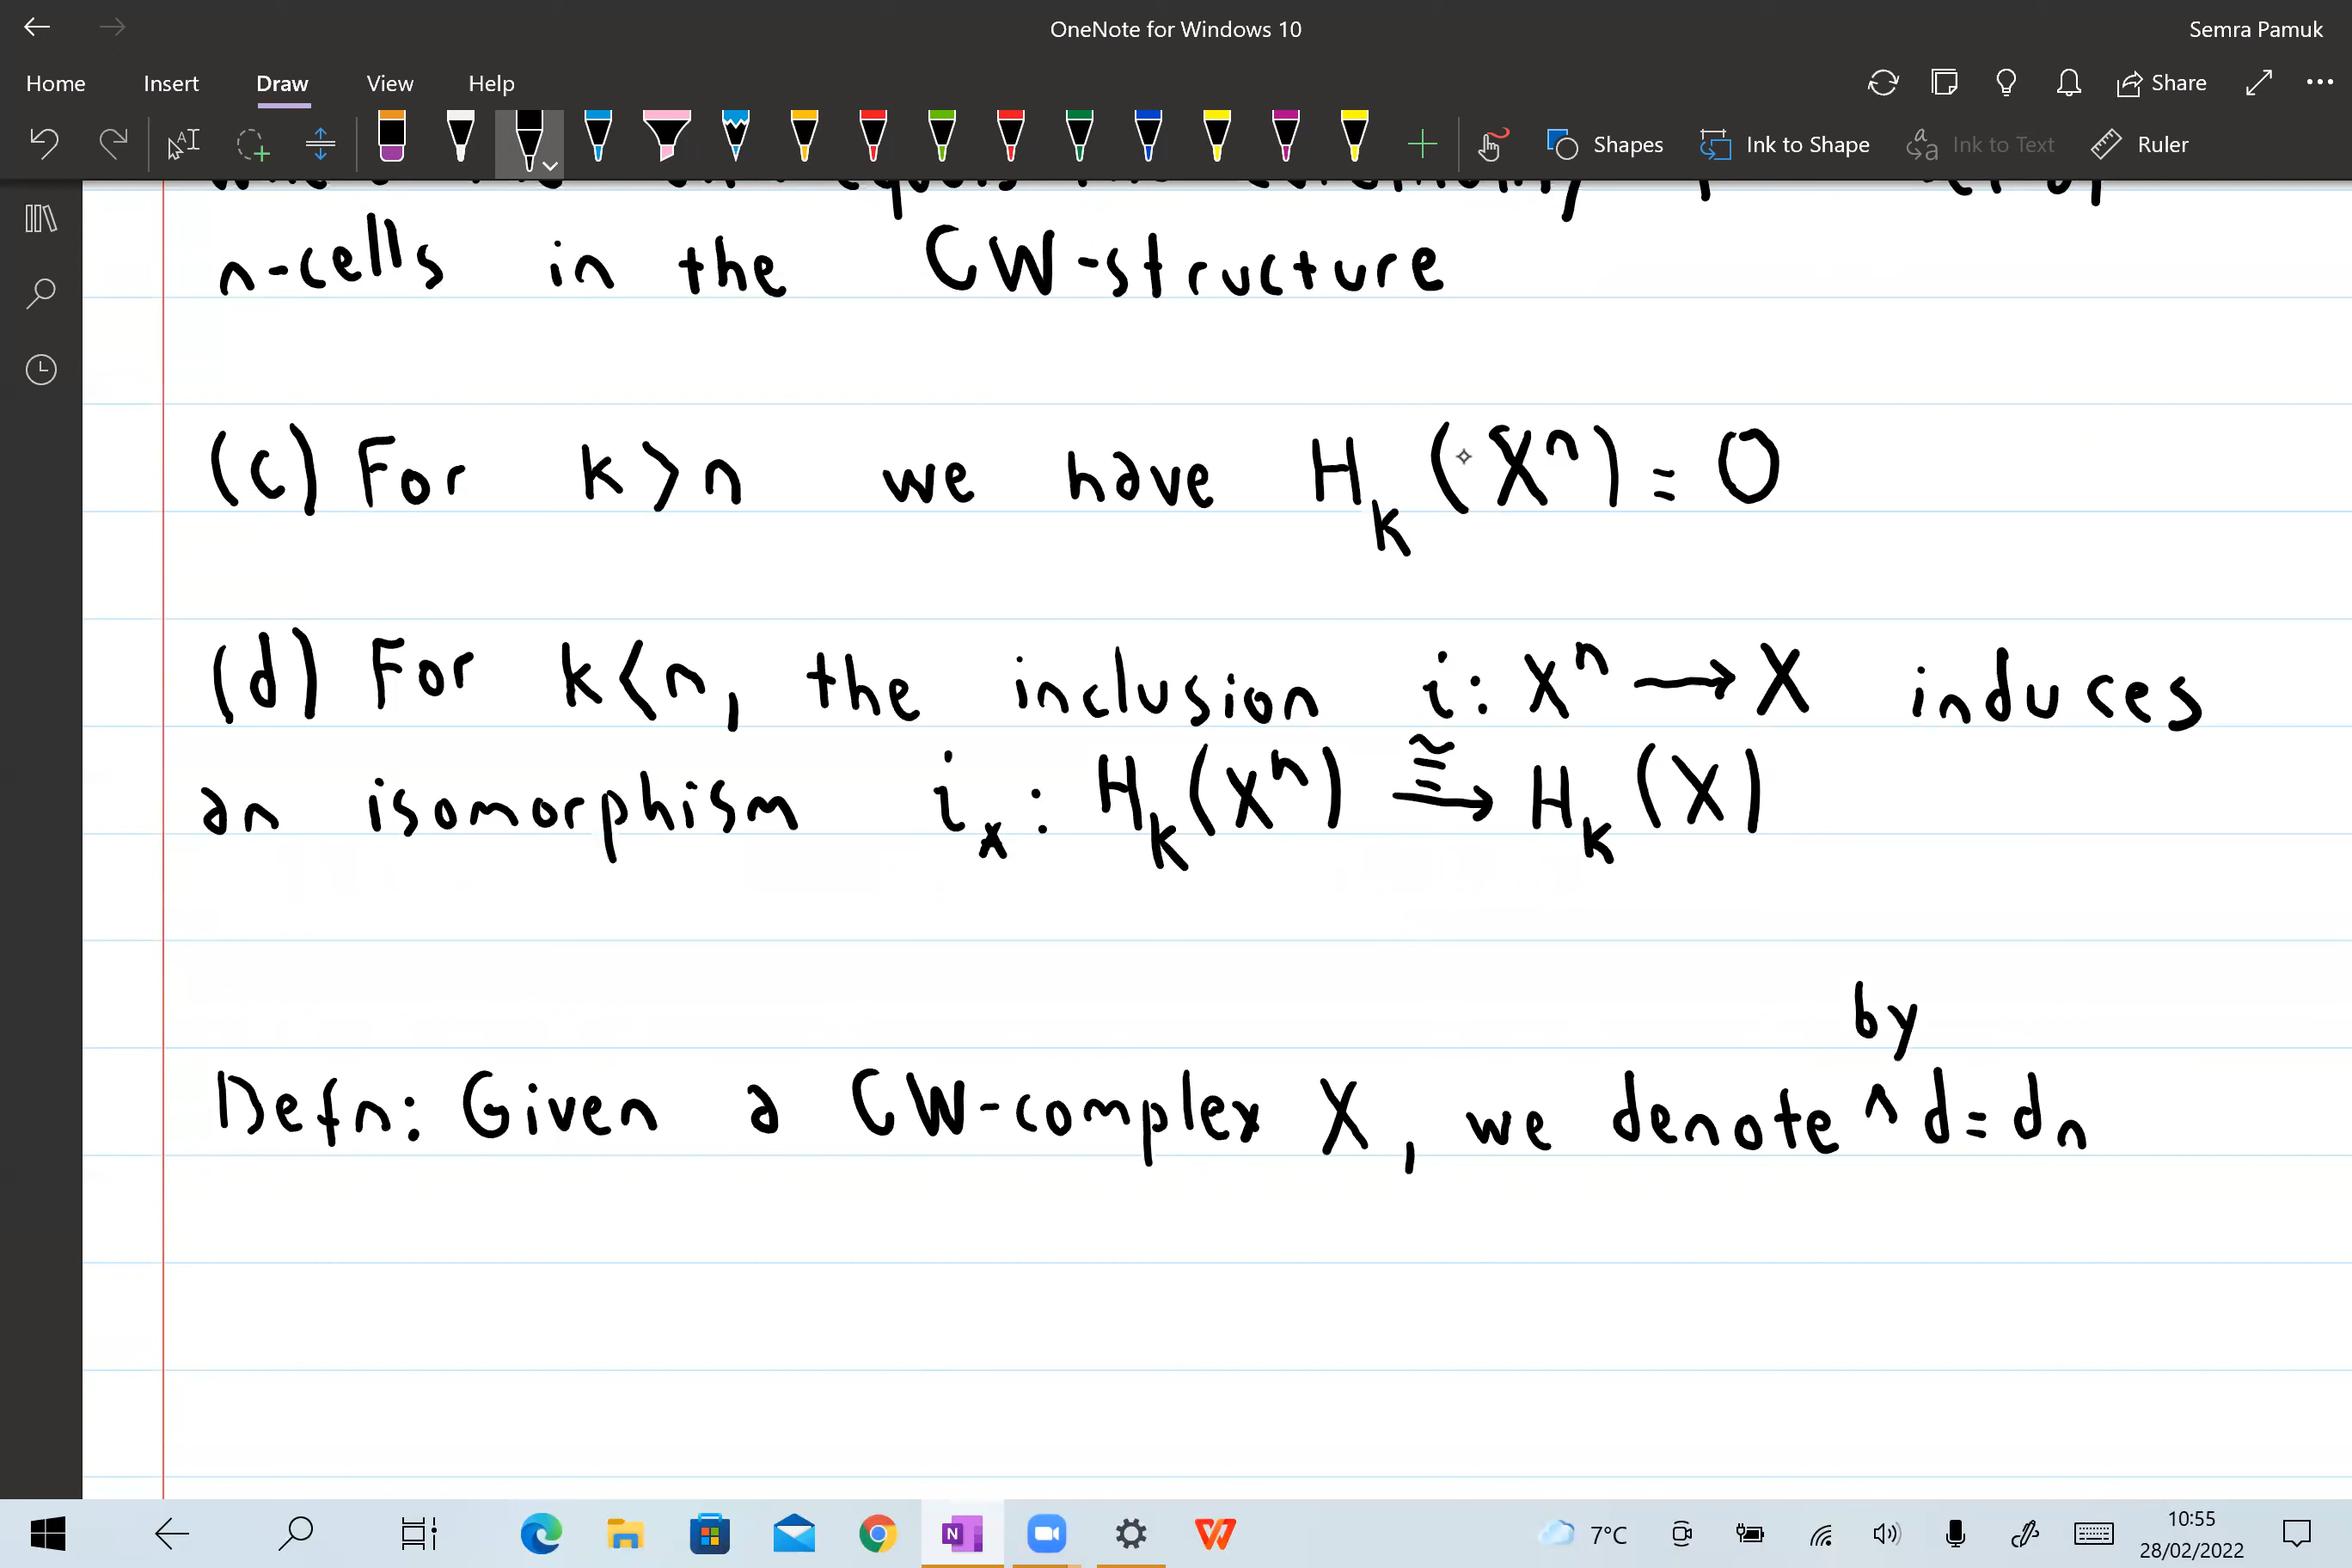 OneNote for Windows 10
Semra Pamuk
Home Insert Draw View Help
Share
Shapes Ink to Shape Ink to Text Ruler
n-cells in the CW-structure
(c) For k > n we have H_k (X^n) = 0
(d) For k < n, the inclusion i: X^n → X induces
an isomorphism i_*: H_k (X^n) ≅→ H_k (X)
by
Defn: Given a CW-complex X, we denote ^ d = d_n
7°C
10:55
28/02/2022